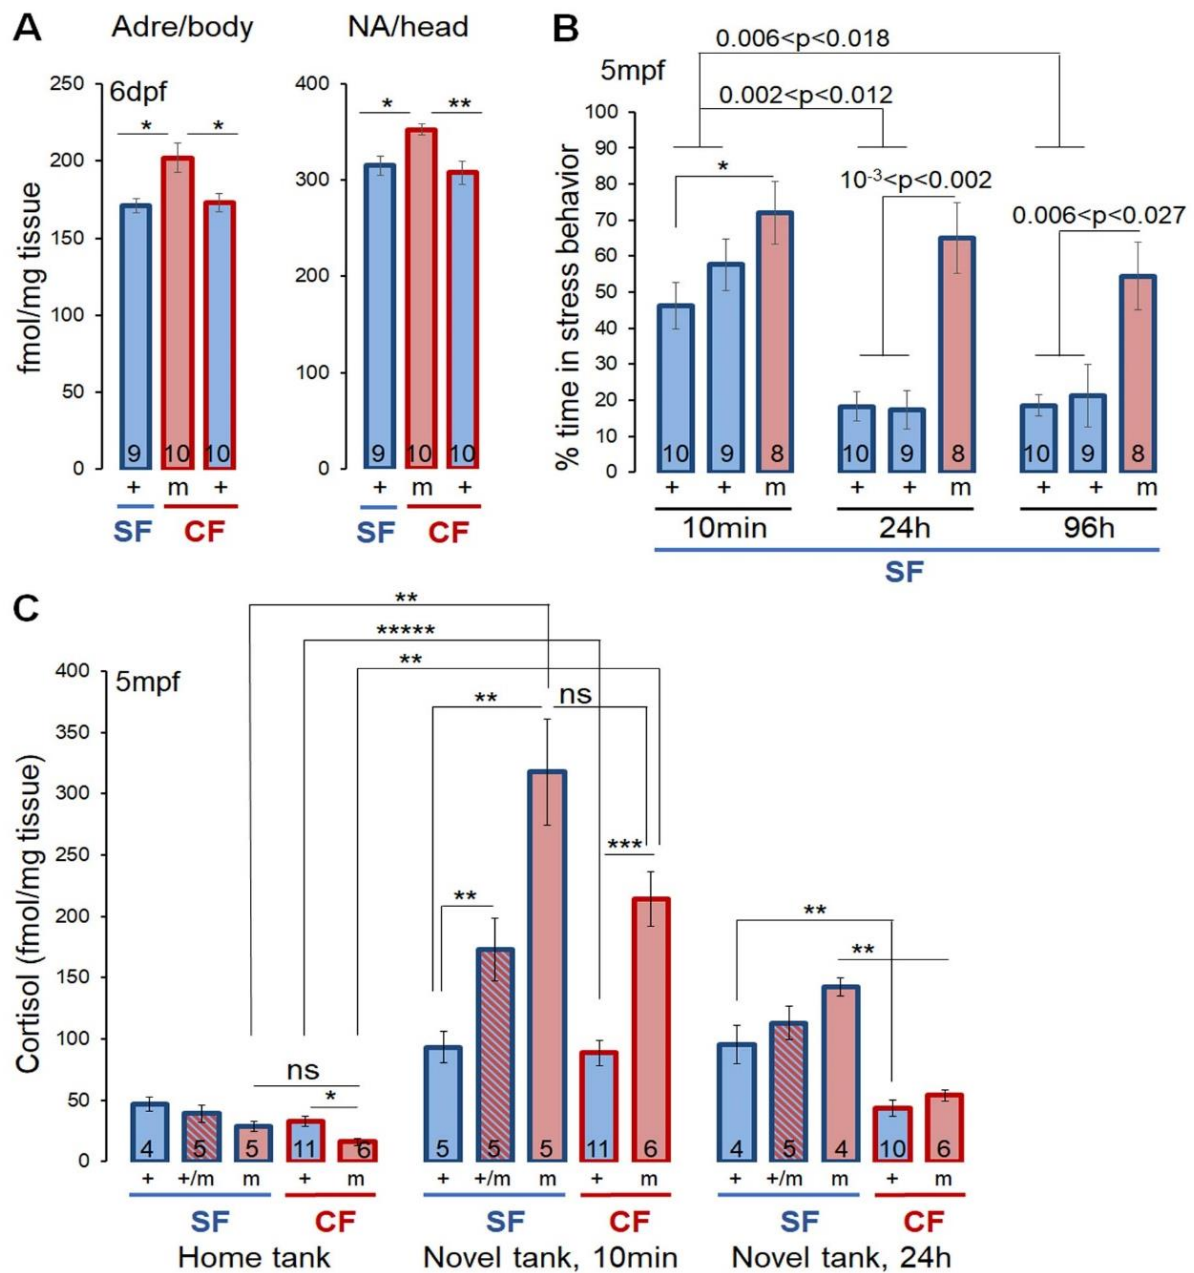 A
Adre/body
NA/head
6dpf
fmol/mg tissue
250
200
150
100
50
0
* *
9 10 10
+ m +
SF CF
400
300
200
100
0
* **
9 10 10
+ m +
SF CF
B
5mpf
0.006<p<0.018
0.002<p<0.012
*
10-3<p<0.002
0.006<p<0.027
% time in stress behavior
100
90
80
70
60
50
40
30
20
10
0
10 9 8 10 9 8 10 9 8
+ + m + + m + + m
10min 24h 96h
SF
C
5mpf
**
*****
**
** ns
***
**
** 
**
ns
*
Cortisol (fmol/mg tissue)
400
350
300
250
200
150
100
50
0
4 5 5 11 6 5 5 5 11 6 4 5 4 10 6
+ +/m m + m + +/m m + m + +/m m + m
SF CF SF CF SF CF
Home tank Novel tank, 10min Novel tank, 24h